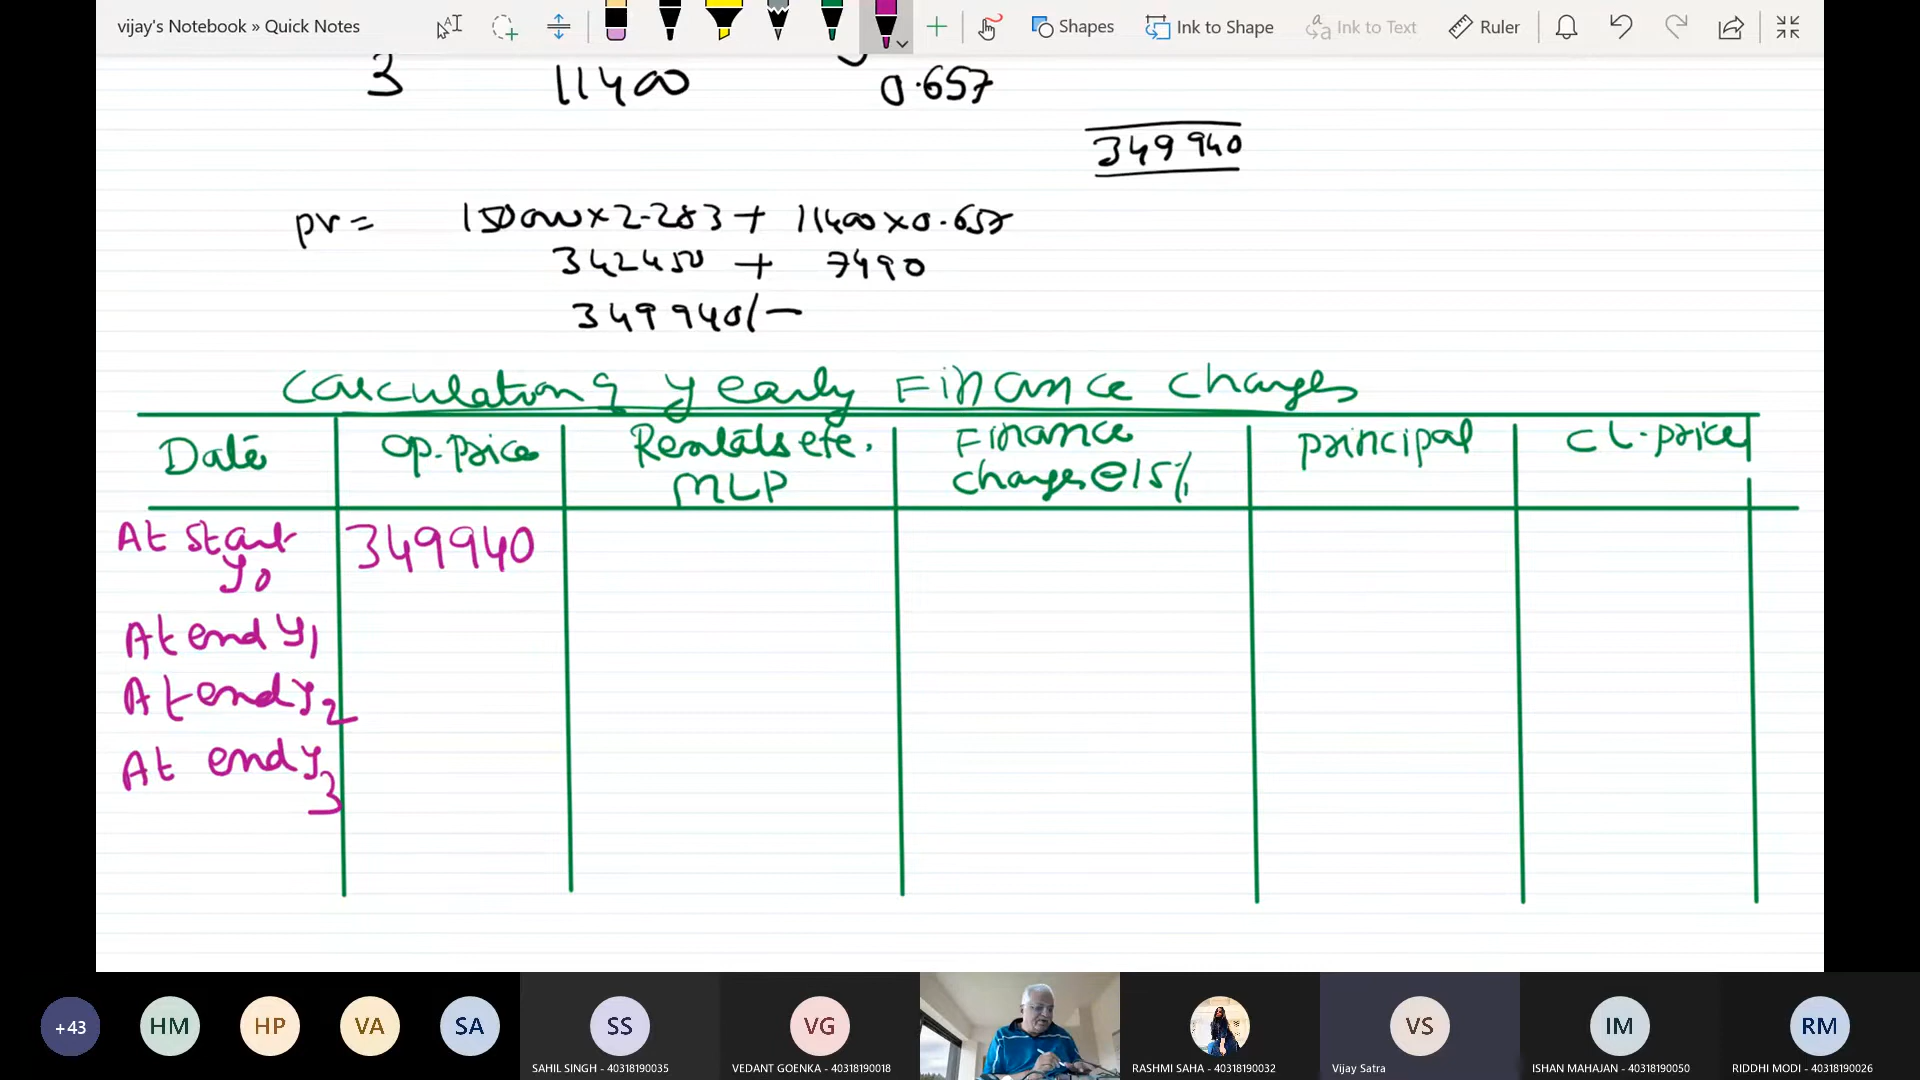 vijay's Notebook » Quick Notes
Shapes Ink to Shape Ink to Text Ruler
3 11400 0.657
349940
PV = 150000 x 2.283 + 11400 x 0.657
342450 + 7490
349940/-
Calculation of yearly Finance charges
Date Op. Price Rentals etc. MLP Finance charges @ 15% principal CL. price
At start Y0 349940
At end Y1
At end Y2
At end Y3
+43 HM HP VA SA SS VG VS IM RM
SAHIL SINGH - 40318190035 VEDANT GOENKA - 40318190018 RASHMI SAHA - 40318190032 Vijay Satra ISHAN MAHAJAN - 40318190050 RIDDHI MODI - 40318190026